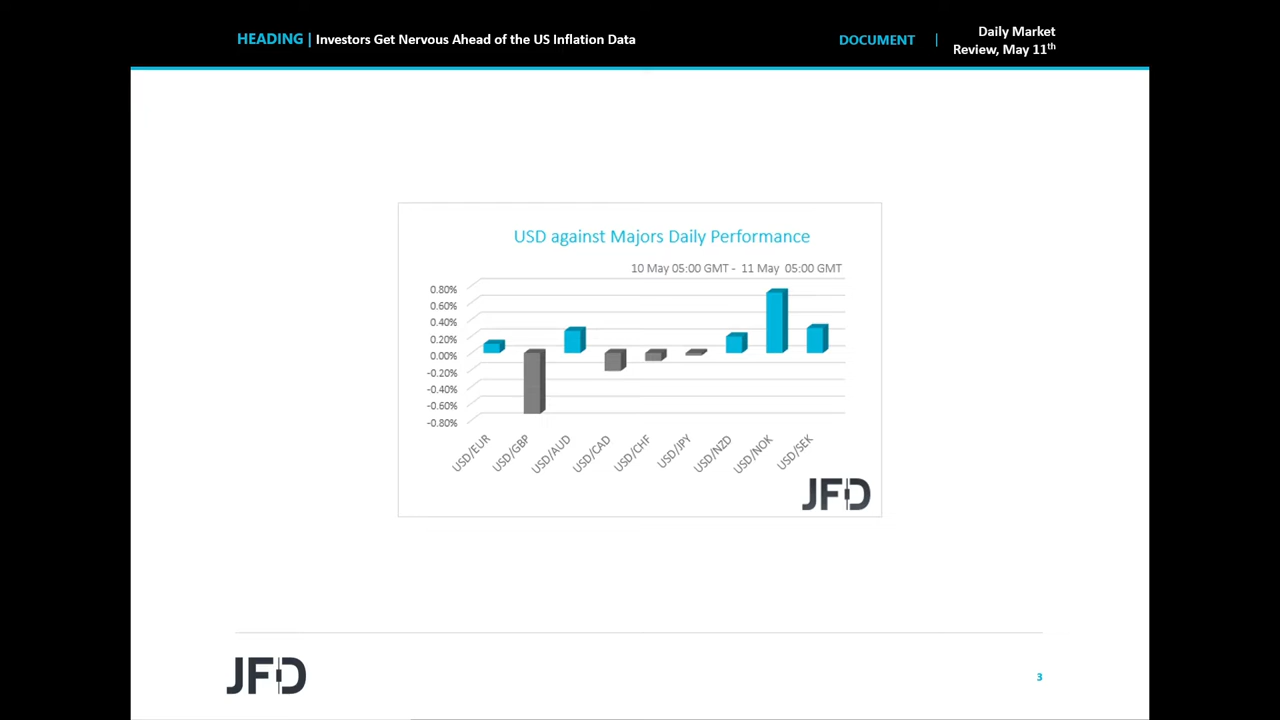 HEADING | Investors Get Nervous Ahead of the US Inflation Data
DOCUMENT |
Daily Market
Review, May 11th
USD against Majors Daily Performance
10 May 05:00 GMT - 11 May 05:00 GMT
0.80%
0.60%
0.40%
0.20%
0.00%
-0.20%
-0.40%
-0.60%
-0.80%
USD/EUR
USD/GBP
USD/AUD
USD/CAD
USD/CHF
USD/JPY
USD/NZD
USD/NOK
USD/SEK
JFD
JFD
3